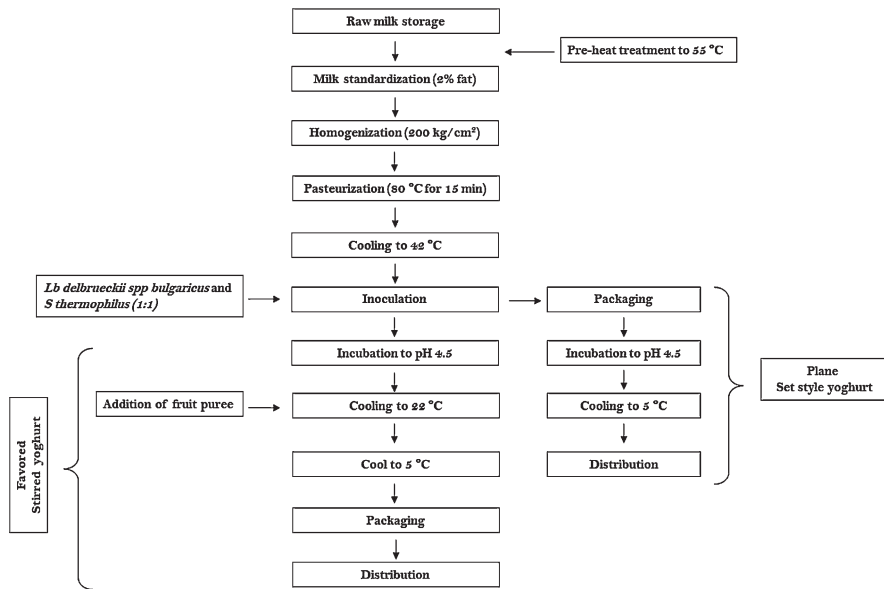 Raw milk storage
Pre-heat treatment to 55 °C
Milk standardization (2% fat)
Homogenization (200 kg/cm²)
Pasteurization (80 °C for 15 min)
Cooling to 42 °C
Lb delbrueckii spp bulgaricus and
S thermophilus (1:1)
Inoculation
Packaging
Incubation to pH 4.5
Incubation to pH 4.5
Plane
Set style yoghurt
Addition of fruit puree
Cooling to 22 °C
Cooling to 5 °C
Favored
Stirred yoghurt
Cool to 5 °C
Distribution
Packaging
Distribution